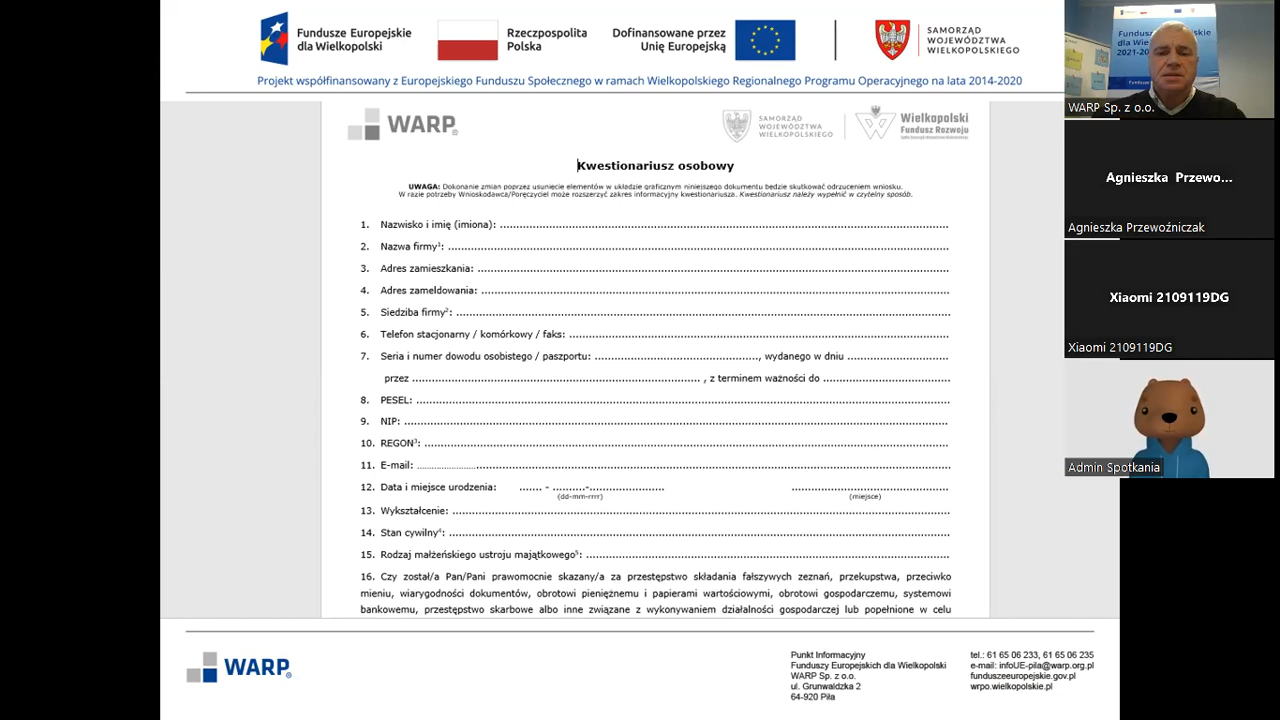 Fundusze Europejskie
dla Wielkopolski
Rzeczpospolita
Polska
Dofinansowane przez
Unię Europejską
SAMORZĄD
WOJEWÓDZTWA
WIELKOPOLSKIEGO
Projekt współfinansowany z Europejskiego Funduszu Społecznego w ramach Wielkopolskiego Regionalnego Programu Operacyjnego na lata 2014-2020
WARP
SAMORZĄD
WOJEWÓDZTWA
WIELKOPOLSKIEGO
Wielkopolski
Fundusz Rozwoju
Kwestionariusz osobowy
UWAGA: Dokonanie zmian poprzez usunięcie elementów w układzie graficznym niniejszego dokumentu będzie skutkować odrzuceniem wniosku.
W razie potrzeby Wnioskodawca/Poręczyciel może rozszerzyć zakres informacyjny kwestionariusza. Kwestionariusz należy wypełnić w czytelny sposób.
1. Nazwisko i imię (imiona): ...............
2. Nazwa firmy¹: ...............
3. Adres zamieszkania: ...............
4. Adres zameldowania: ...............
5. Siedziba firmy²: ...............
6. Telefon stacjonarny / komórkowy / faks: ...............
7. Seria i numer dowodu osobistego / paszportu: ..............., wydanego w dniu ...............
przez ............... , z terminem ważności do ...............
8. PESEL: ...............
9. NIP: ...............
10. REGON³: ...............
11. E-mail: ...............
12. Data i miejsce urodzenia: ....... - ..........-...................... ...............
(dd-mm-rrrr) (miejsce)
13. Wykształcenie: ...............
14. Stan cywilny⁴: ...............
15. Rodzaj małżeńskiego ustroju majątkowego⁵: ...............
16. Czy został/a Pan/Pani prawomocnie skazany/a za przestępstwo składania fałszywych zeznań, przekupstwa, przeciwko
mieniu, wiarygodności dokumentów, obrotowi pieniężnemu i papierami wartościowymi, obrotowi gospodarczemu, systemowi
bankowemu, przestępstwo skarbowe albo inne związane z wykonywaniem działalności gospodarczej lub popełnione w celu
WARP
Punkt Informacyjny
Funduszy Europejskich dla Wielkopolski
WARP Sp. z o.o.
ul. Grunwaldzka 2
64-920 Piła
tel.: 61 65 06 233, 61 65 06 235
e-mail: infoUE-pila@warp.org.pl
funduszeeuropejskie.gov.pl
wrpo.wielkopolskie.pl
WARP Sp. z o.o.
Agnieszka Przewo...
Agnieszka Przewoźniczak
Xiaomi 2109119DG
Xiaomi 2109119DG
Admin Spotkania